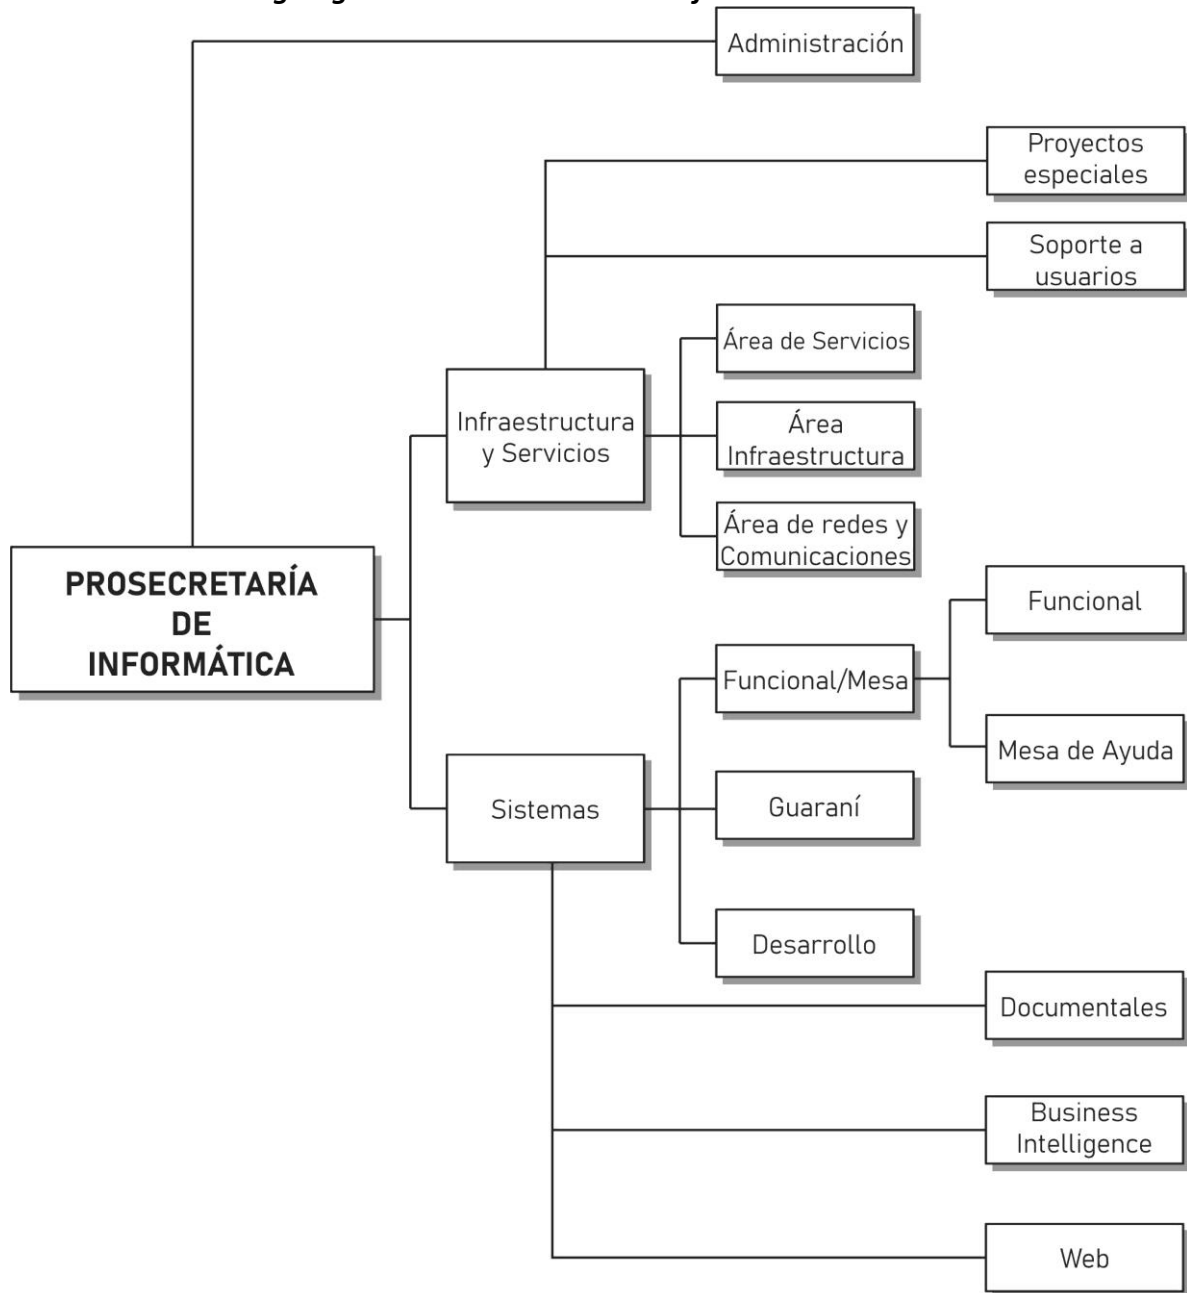 Administración
Proyectos
especiales
Soporte a
usuarios
Área de Servicios
Infraestructura
y Servicios
Área
Infraestructura
Área de redes y
Comunicaciones
PROSECRETARÍA
DE
INFORMÁTICA
Funcional
Funcional/Mesa
Mesa de Ayuda
Sistemas
Guaraní
Desarrollo
Documentales
Business
Intelligence
Web